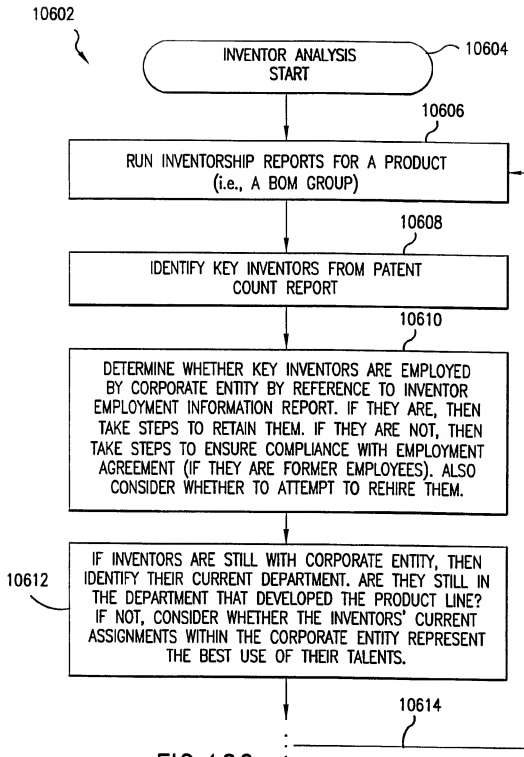 10602
INVENTOR ANALYSIS
START
10604
10606
RUN INVENTORSHIP REPORTS FOR A PRODUCT
(i.e., A BOM GROUP)
10608
IDENTIFY KEY INVENTORS FROM PATENT
COUNT REPORT
10610
DETERMINE WHETHER KEY INVENTORS ARE EMPLOYED
BY CORPORATE ENTITY BY REFERENCE TO INVENTOR
EMPLOYMENT INFORMATION REPORT. IF THEY ARE, THEN
TAKE STEPS TO RETAIN THEM. IF THEY ARE NOT, THEN
TAKE STEPS TO ENSURE COMPLIANCE WITH EMPLOYMENT
AGREEMENT (IF THEY ARE FORMER EMPLOYEES). ALSO
CONSIDER WHETHER TO ATTEMPT TO REHIRE THEM.
10612
IF INVENTORS ARE STILL WITH CORPORATE ENTITY, THEN
IDENTIFY THEIR CURRENT DEPARTMENT. ARE THEY STILL IN
THE DEPARTMENT THAT DEVELOPED THE PRODUCT LINE?
IF NOT, CONSIDER WHETHER THE INVENTORS' CURRENT
ASSIGNMENTS WITHIN THE CORPORATE ENTITY REPRESENT
THE BEST USE OF THEIR TALENTS.
10614